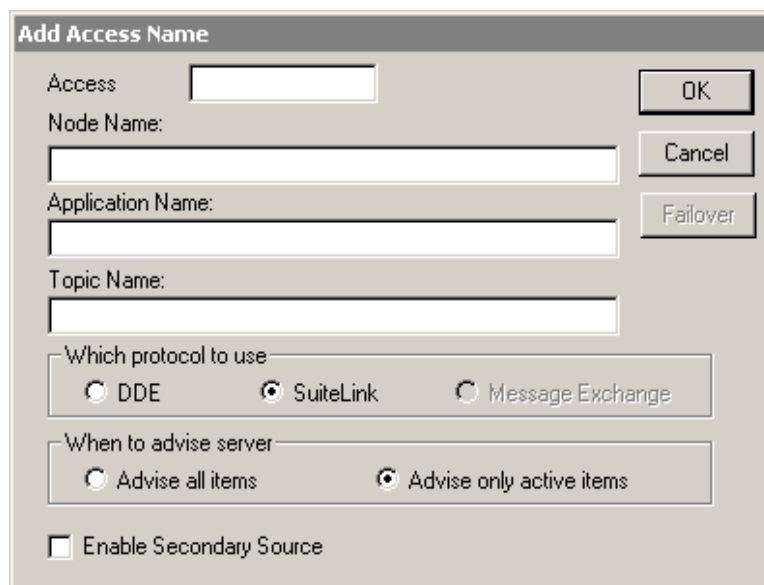 Add Access Name
Access
OK
Node Name:
Cancel
Application Name:
Failover
Topic Name:
Which protocol to use
DDE SuiteLink Message Exchange
When to advise server
Advise all items Advise only active items
Enable Secondary Source